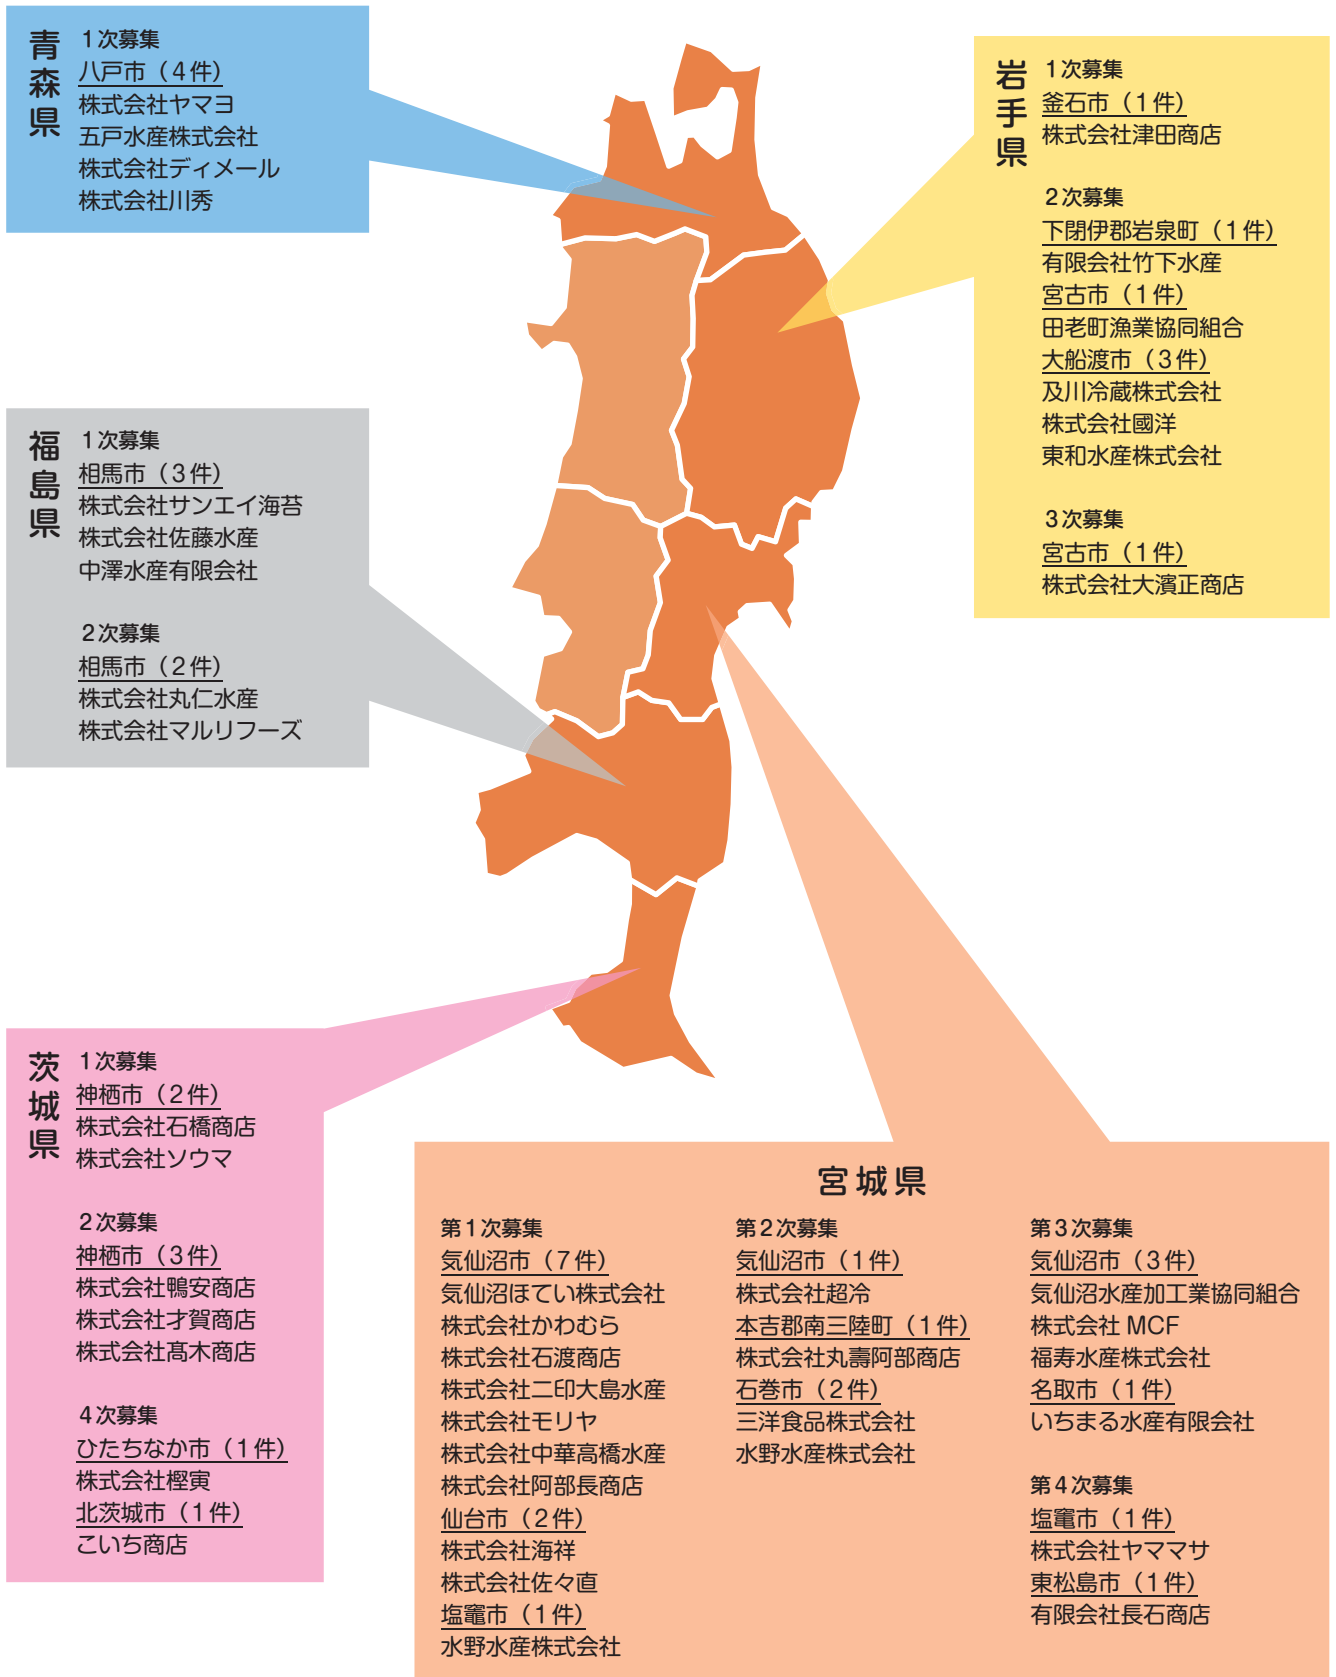 青森県
1次募集
八戸市（4件）
株式会社ヤマヨ
五戸水産株式会社
株式会社ディメール
株式会社川秀
岩手県
1次募集
釜石市（1件）
株式会社津田商店
2次募集
下閉伊郡岩泉町（1件）
有限会社竹下水産
宮古市（1件）
田老町漁業協同組合
大船渡市（3件）
及川冷蔵株式会社
株式会社國洋
東和水産株式会社
3次募集
宮古市（1件）
株式会社大濱正商店
福島県
1次募集
相馬市（3件）
株式会社サンエイ海苔
株式会社佐藤水産
中澤水産有限会社
2次募集
相馬市（2件）
株式会社丸仁水産
株式会社マルリフーズ
茨城県
1次募集
神栖市（2件）
株式会社石橋商店
株式会社ソウマ
2次募集
神栖市（3件）
株式会社鴨安商店
株式会社才賀商店
株式会社髙木商店
4次募集
ひたちなか市（1件）
株式会社樫寅
北茨城市（1件）
こいち商店
宮城県
第1次募集
気仙沼市（7件）
気仙沼ほてい株式会社
株式会社かわむら
株式会社石渡商店
株式会社二印大島水産
株式会社モリヤ
株式会社中華高橋水産
株式会社阿部長商店
仙台市（2件）
株式会社海祥
株式会社佐々直
塩竈市（1件）
水野水産株式会社
第2次募集
気仙沼市（1件）
株式会社超冷
本吉郡南三陸町（1件）
株式会社丸壽阿部商店
石巻市（2件）
三洋食品株式会社
水野水産株式会社
第3次募集
気仙沼市（3件）
気仙沼水産加工業協同組合
株式会社 MCF
福寿水産株式会社
名取市（1件）
いちまる水産有限会社
第4次募集
塩竈市（1件）
株式会社ヤママサ
東松島市（1件）
有限会社長石商店